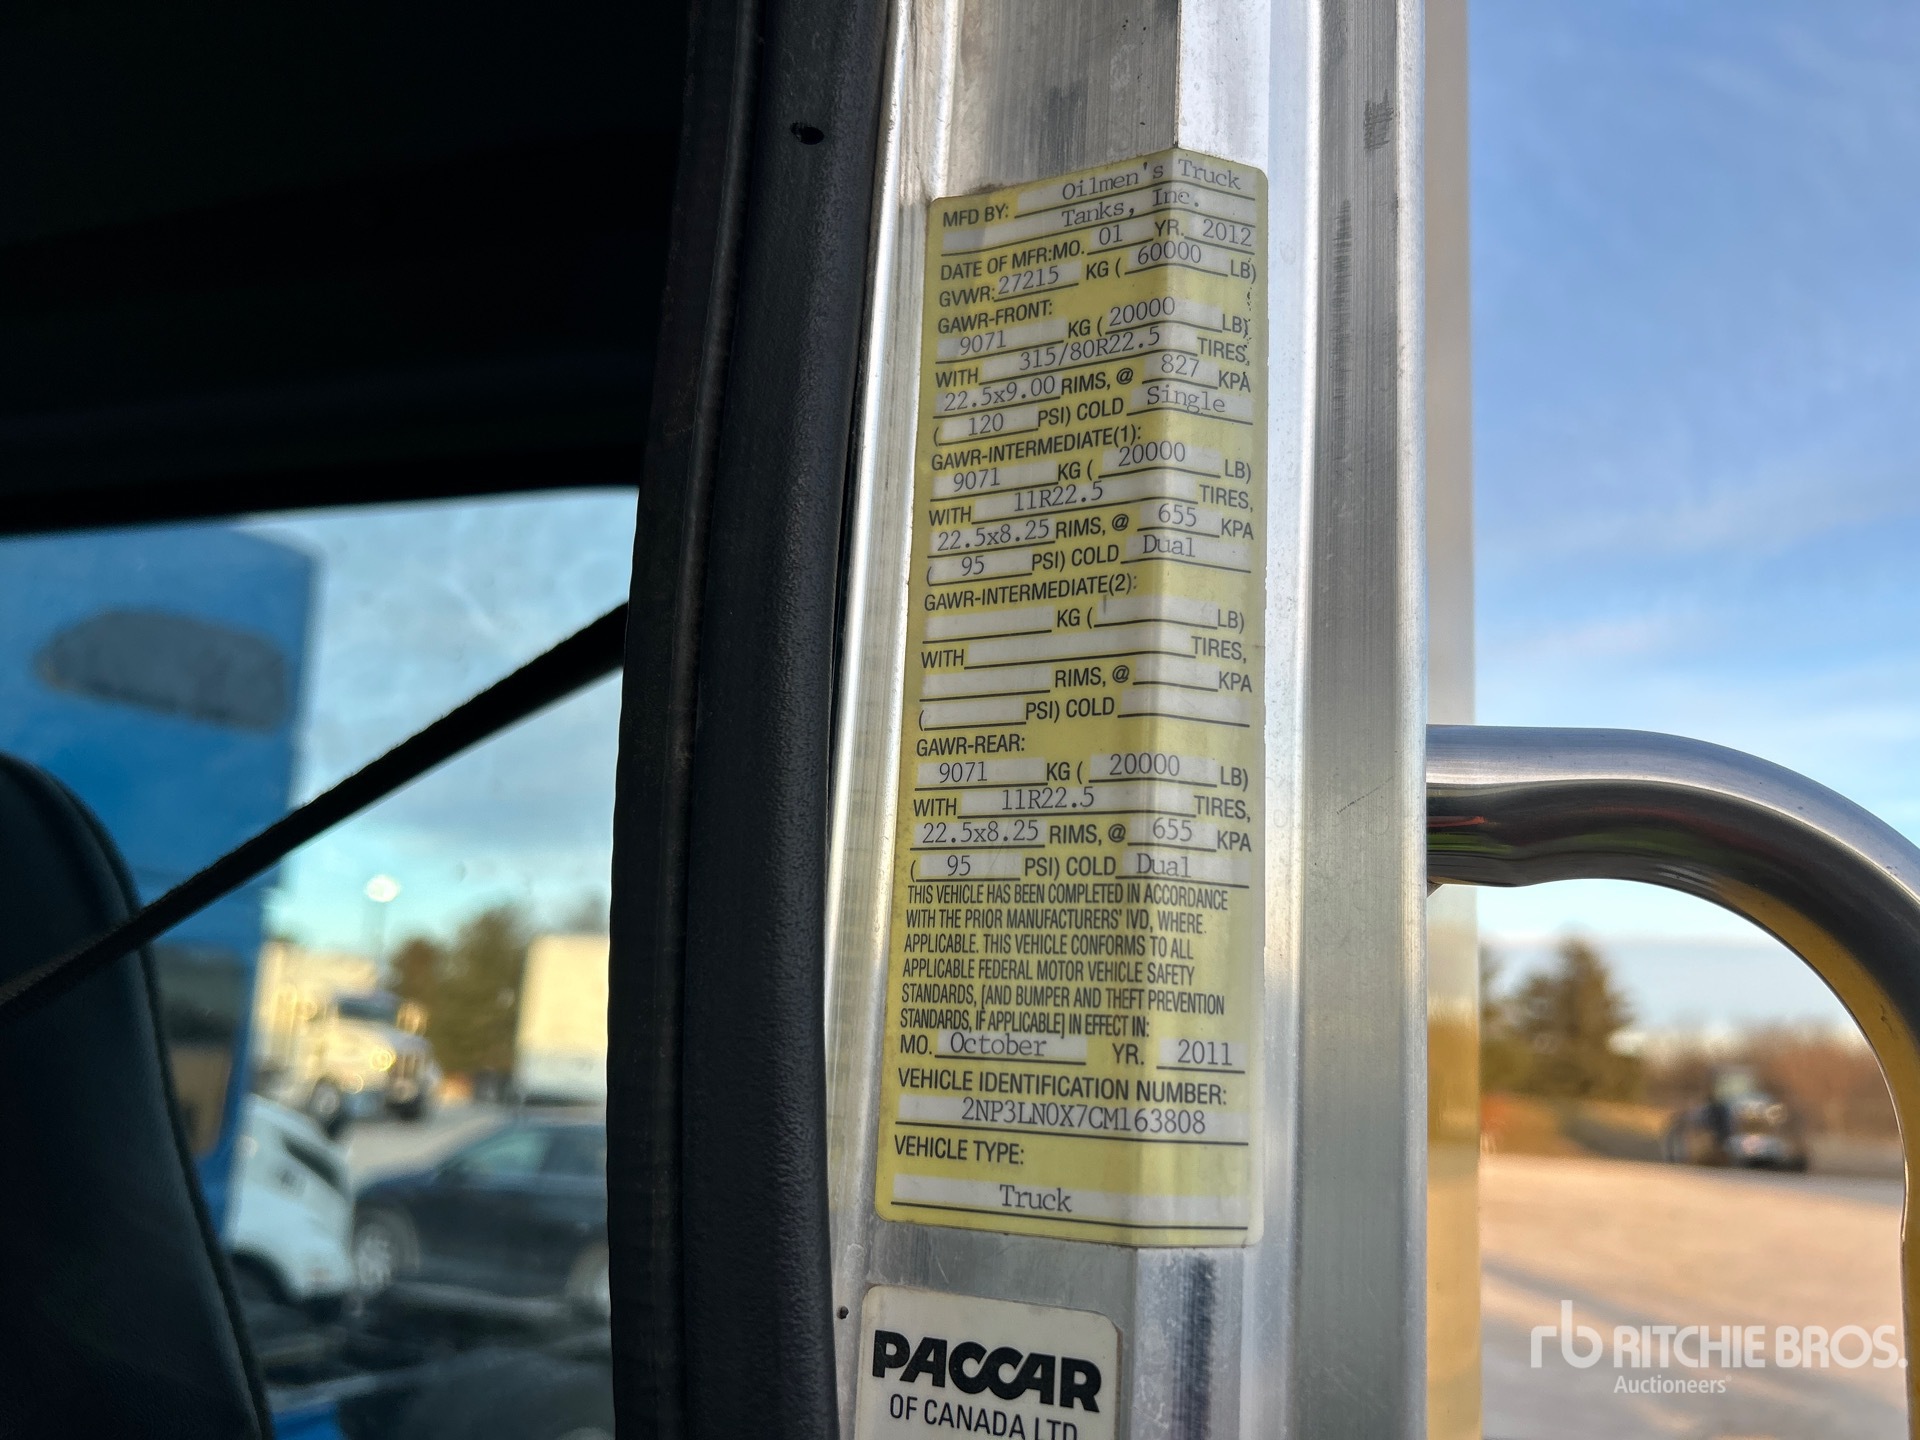 MFD BY: Oilmen's Truck
Tanks, Inc.
DATE OF MFR:MO. 01 YR. 2012
GVWR: 27215 KG ( 60000 LB)
GAWR-FRONT:
9071 KG ( 20000 LB)
WITH 315/80R22.5 TIRES,
22.5x9.00 RIMS, @ 827 KPA
( 120 PSI) COLD Single
GAWR-INTERMEDIATE(1):
9071 KG ( 20000 LB)
WITH 11R22.5 TIRES,
22.5x8.25 RIMS, @ 655 KPA
( 95 PSI) COLD Dual
GAWR-INTERMEDIATE(2):
KG ( LB)
WITH TIRES,
RIMS, @ KPA
( PSI) COLD
GAWR-REAR:
9071 KG ( 20000 LB)
WITH 11R22.5 TIRES,
22.5x8.25 RIMS, @ 655 KPA
( 95 PSI) COLD Dual
THIS VEHICLE HAS BEEN COMPLETED IN ACCORDANCE
WITH THE PRIOR MANUFACTURERS' IVD, WHERE
APPLICABLE. THIS VEHICLE CONFORMS TO ALL
APPLICABLE FEDERAL MOTOR VEHICLE SAFETY
STANDARDS, [AND BUMPER AND THEFT PREVENTION
STANDARDS, IF APPLICABLE] IN EFFECT IN:
MO. October YR. 2011
VEHICLE IDENTIFICATION NUMBER:
2NP3LN0X7CM163808
VEHICLE TYPE:
Truck
PACCAR
OF CANADA LTD
rb RITCHIE BROS.
Auctioneers